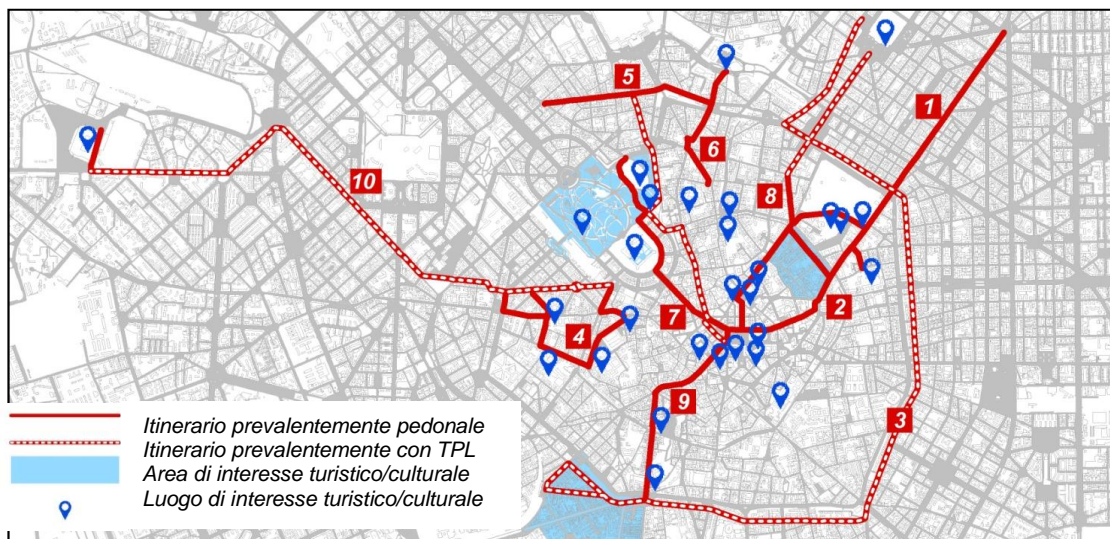 5
1
6
10
8
7
2
4
9
3
Itinerario prevalentemente pedonale
Itinerario prevalentemente con TPL
Area di interesse turistico/culturale
Luogo di interesse turistico/culturale